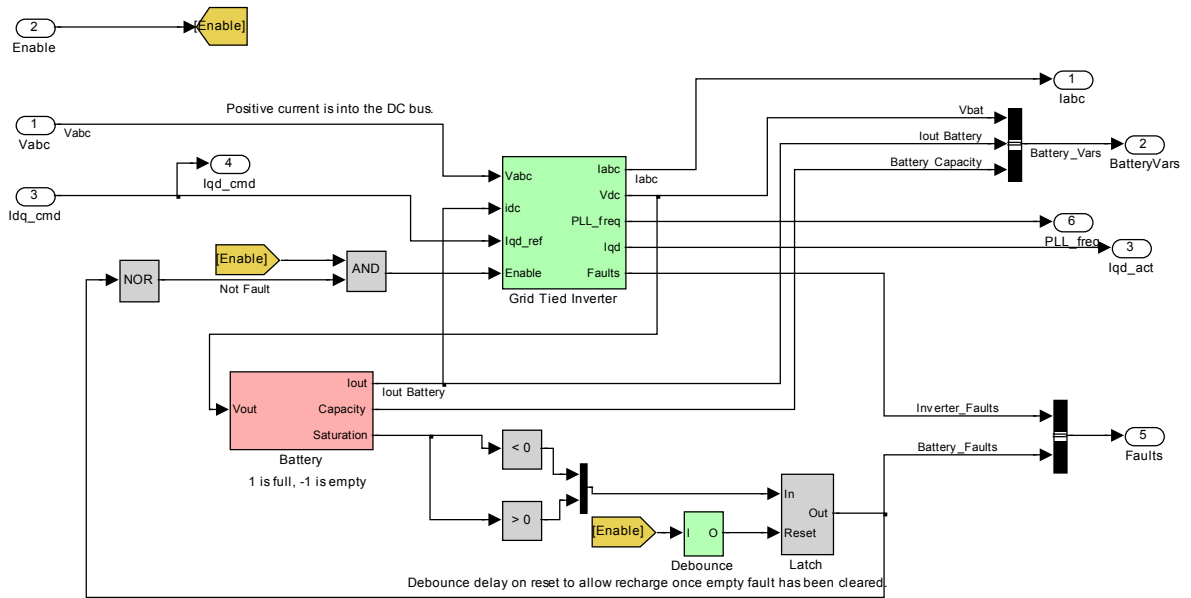 2
Enable
[Enable]
Positive current is into the DC bus.
1
Vabc
Vabc
4
Iqd_cmd
3
Idq_cmd
[Enable]
NOR
Not Fault
AND
Vabc
idc
Iqd_ref
Enable
Iabc
Vdc
PLL_freq
Iqd
Faults
Grid Tied Inverter
Iabc
1
Iabc
Vbat
Iout Battery
Battery Capacity
Battery_Vars
2
BatteryVars
6
PLL_freq
3
Iqd_act
Vout
Iout
Capacity
Saturation
Battery
1 is full, -1 is empty
Iout Battery
< 0
> 0
[Enable]
I O
Debounce
In
Out
Reset
Latch
Inverter_Faults
Battery_Faults
5
Faults
Debounce delay on reset to allow recharge once empty fault has been cleared.